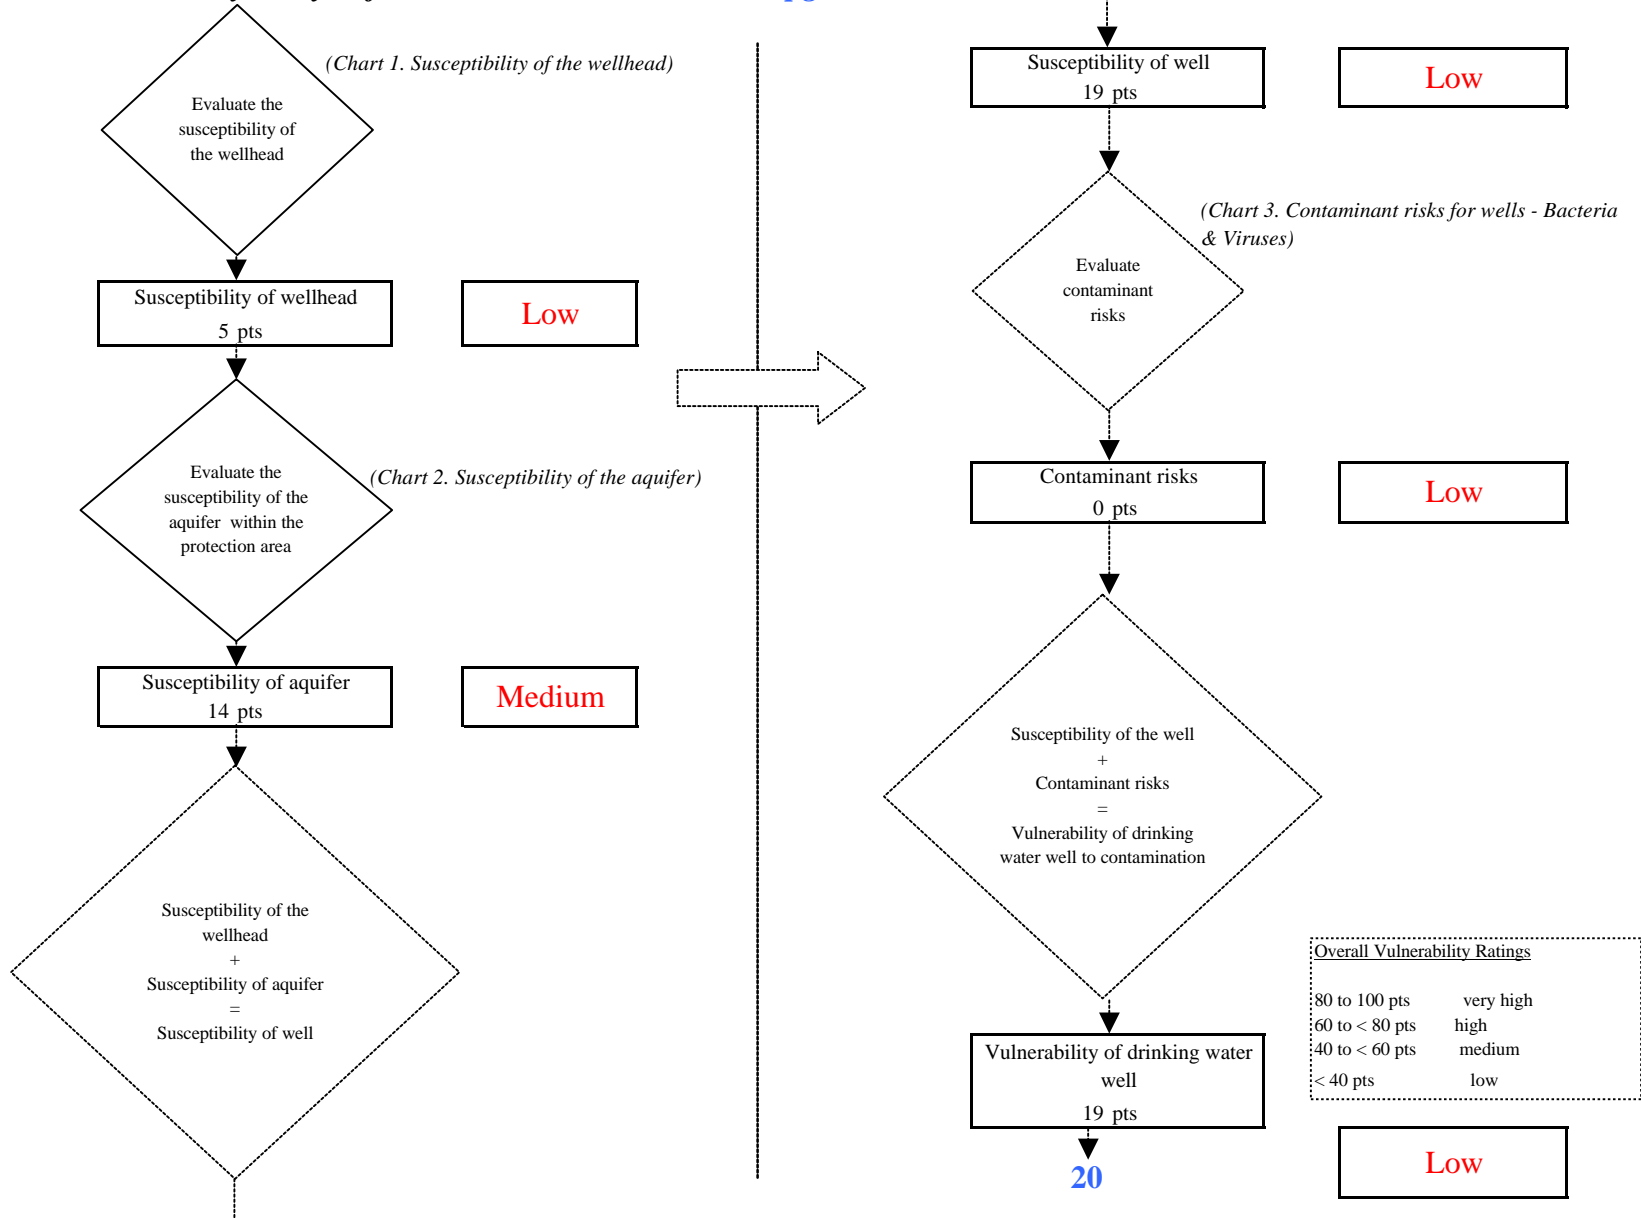 (Chart 1. Susceptibility of the wellhead)
Evaluate the
susceptibility of
the wellhead
Susceptibility of wellhead
5 pts
Low
Evaluate the
susceptibility of the
aquifer within the
protection area
(Chart 2. Susceptibility of the aquifer)
Susceptibility of aquifer
14 pts
Medium
Susceptibility of the
wellhead
+
Susceptibility of aquifer
=
Susceptibility of well
Susceptibility of well
19 pts
Low
(Chart 3. Contaminant risks for wells - Bacteria
& Viruses)
Evaluate
contaminant
risks
Contaminant risks
0 pts
Low
Susceptibility of the well
+
Contaminant risks
=
Vulnerability of drinking
water well to contamination
Overall Vulnerability Ratings
80 to 100 pts very high
60 to < 80 pts high
40 to < 60 pts medium
< 40 pts low
Vulnerability of drinking water
well
19 pts
Low
20